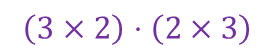 (3 × 2) · (2 × 3)